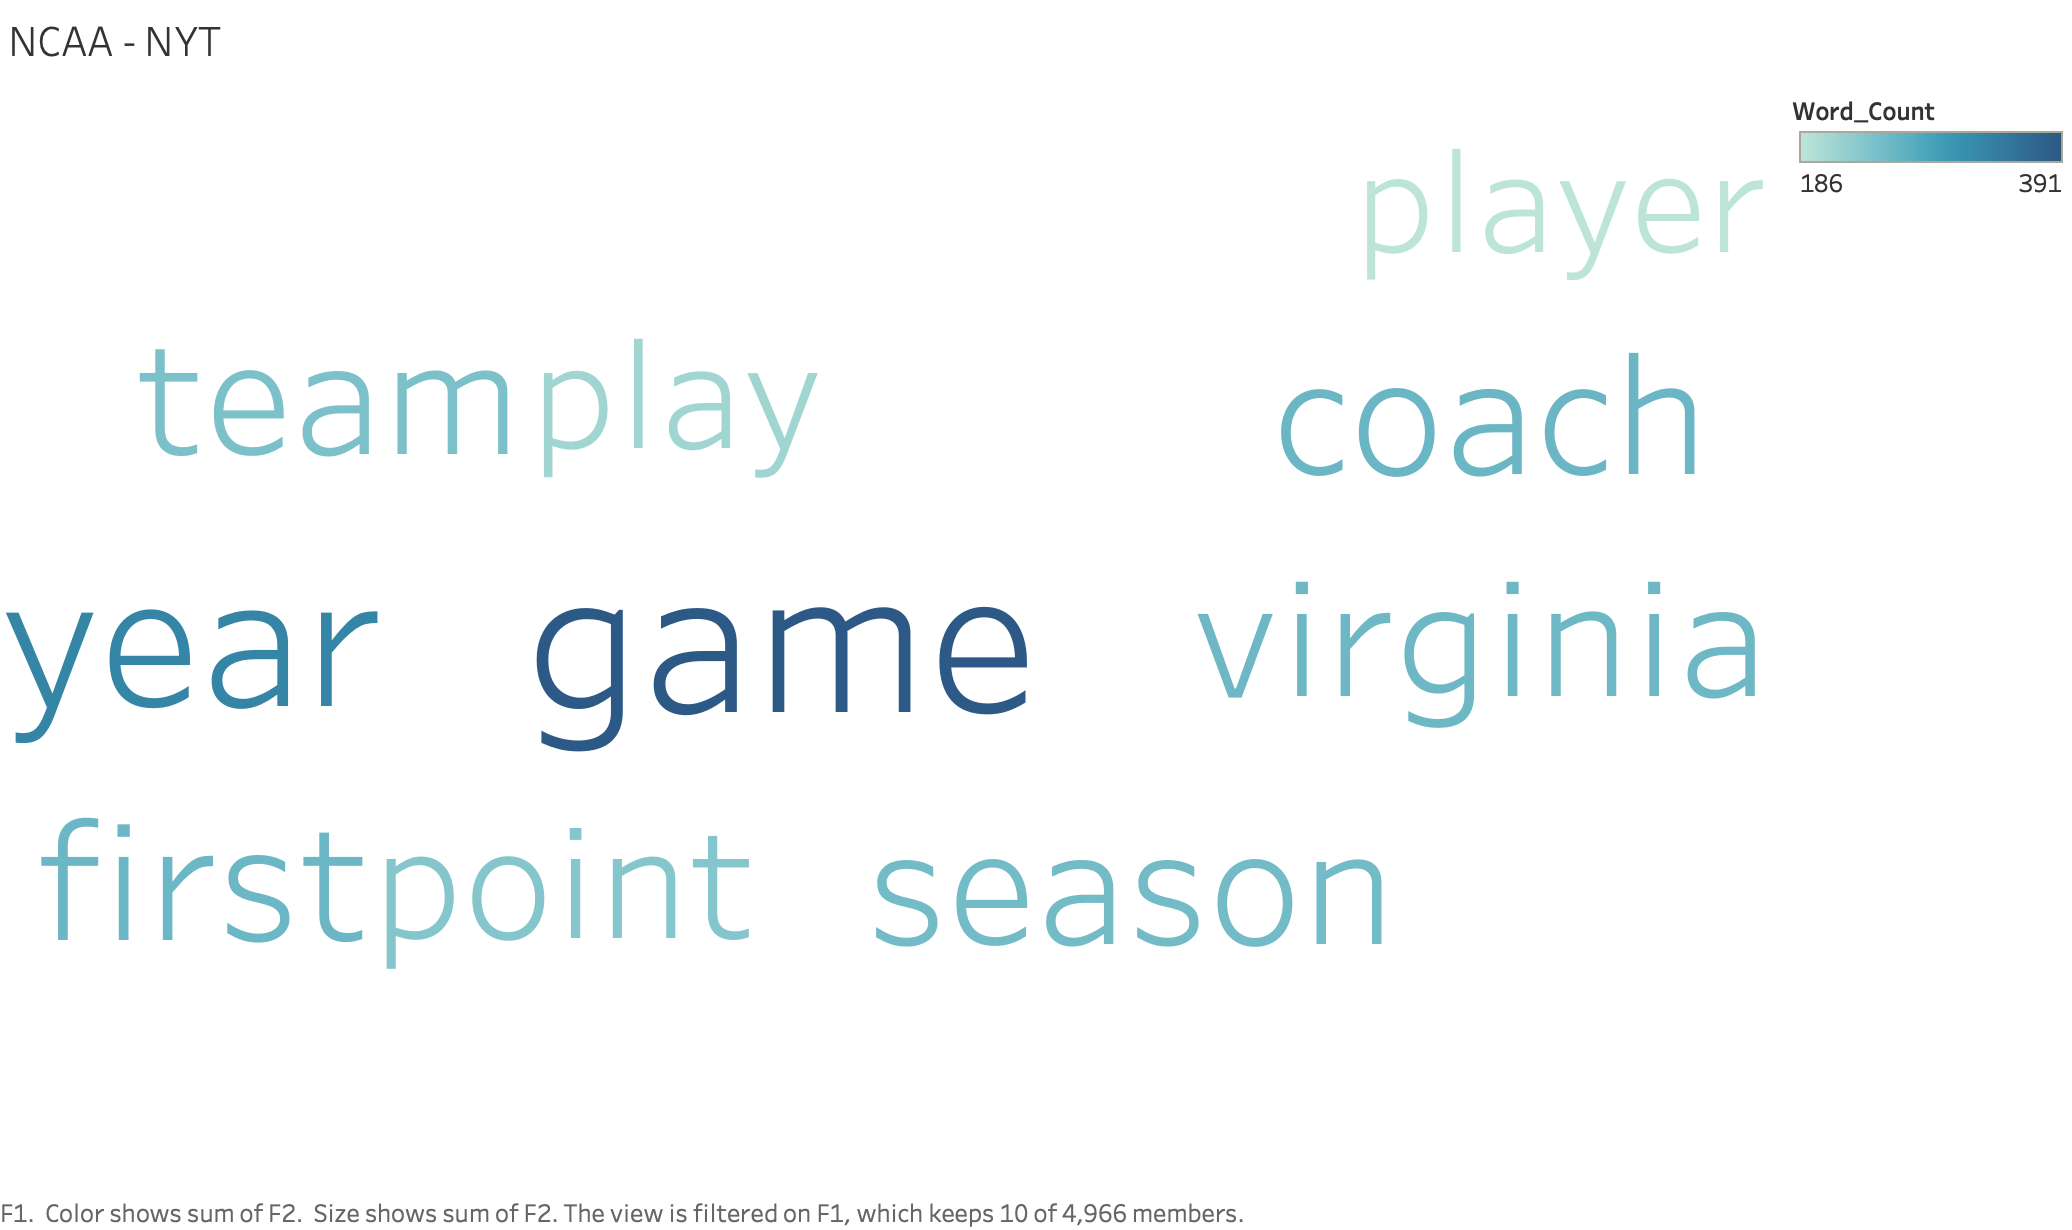 NCAA - NYT
Word_Count
186 391
player
team play coach
year game virginia
first point season
F1.  Color shows sum of F2.  Size shows sum of F2. The view is filtered on F1, which keeps 10 of 4,966 members.